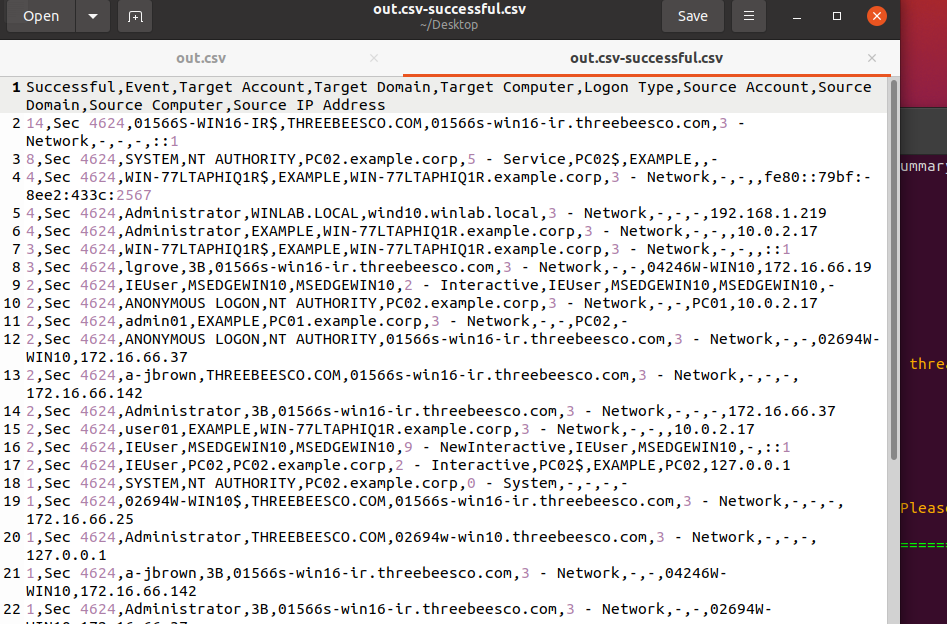 Open
out.csv-successful.csv
~/Desktop
Save
out.csv
out.csv-successful.csv
1 Successful,Event,Target Account,Target Domain,Target Computer,Logon Type,Source Account,Source
Domain,Source Computer,Source IP Address
2 14,Sec 4624,01566S-WIN16-IR$,THREEBEESCO.COM,01566s-win16-ir.threebeesco.com,3 -
Network,-,-,-,::1
3 8,Sec 4624,SYSTEM,NT AUTHORITY,PC02.example.corp,5 - Service,PC02$,EXAMPLE,,-
4 4,Sec 4624,WIN-77LTAPHIQ1R$,EXAMPLE,WIN-77LTAPHIQ1R.example.corp,3 - Network,-,-,,fe80::79bf:-
8ee2:433c:2567
5 4,Sec 4624,Administrator,WINLAB.LOCAL,wind10.winlab.local,3 - Network,-,-,-,192.168.1.219
6 4,Sec 4624,Administrator,EXAMPLE,WIN-77LTAPHIQ1R.example.corp,3 - Network,-,-,,10.0.2.17
7 3,Sec 4624,WIN-77LTAPHIQ1R$,EXAMPLE,WIN-77LTAPHIQ1R.example.corp,3 - Network,-,-,,::1
8 3,Sec 4624,lgrove,3B,01566s-win16-ir.threebeesco.com,3 - Network,-,-,04246W-WIN10,172.16.66.19
9 2,Sec 4624,IEUser,MSEDGEWIN10,MSEDGEWIN10,2 - Interactive,IEUser,MSEDGEWIN10,MSEDGEWIN10,-
10 2,Sec 4624,ANONYMOUS LOGON,NT AUTHORITY,PC02.example.corp,3 - Network,-,-,PC01,10.0.2.17
11 2,Sec 4624,admin01,EXAMPLE,PC01.example.corp,3 - Network,-,-,PC02,-
12 2,Sec 4624,ANONYMOUS LOGON,NT AUTHORITY,01566s-win16-ir.threebeesco.com,3 - Network,-,-,02694W-
WIN10,172.16.66.37
13 2,Sec 4624,a-jbrown,THREEBEESCO.COM,01566s-win16-ir.threebeesco.com,3 - Network,-,-,-,
172.16.66.142
14 2,Sec 4624,Administrator,3B,01566s-win16-ir.threebeesco.com,3 - Network,-,-,-,172.16.66.37
15 2,Sec 4624,user01,EXAMPLE,WIN-77LTAPHIQ1R.example.corp,3 - Network,-,-,,10.0.2.17
16 2,Sec 4624,IEUser,MSEDGEWIN10,MSEDGEWIN10,9 - NewInteractive,IEUser,MSEDGEWIN10,-,::1
17 2,Sec 4624,IEUser,PC02,PC02.example.corp,2 - Interactive,PC02$,EXAMPLE,PC02,127.0.0.1
18 1,Sec 4624,SYSTEM,NT AUTHORITY,PC02.example.corp,0 - System,-,-,-,-
19 1,Sec 4624,02694W-WIN10$,THREEBEESCO.COM,01566s-win16-ir.threebeesco.com,3 - Network,-,-,-,
172.16.66.25
20 1,Sec 4624,Administrator,THREEBEESCO.COM,02694w-win10.threebeesco.com,3 - Network,-,-,-,
127.0.0.1
21 1,Sec 4624,a-jbrown,3B,01566s-win16-ir.threebeesco.com,3 - Network,-,-,04246W-
WIN10,172.16.66.142
22 1,Sec 4624,Administrator,3B,01566s-win16-ir.threebeesco.com,3 - Network,-,-,02694W-